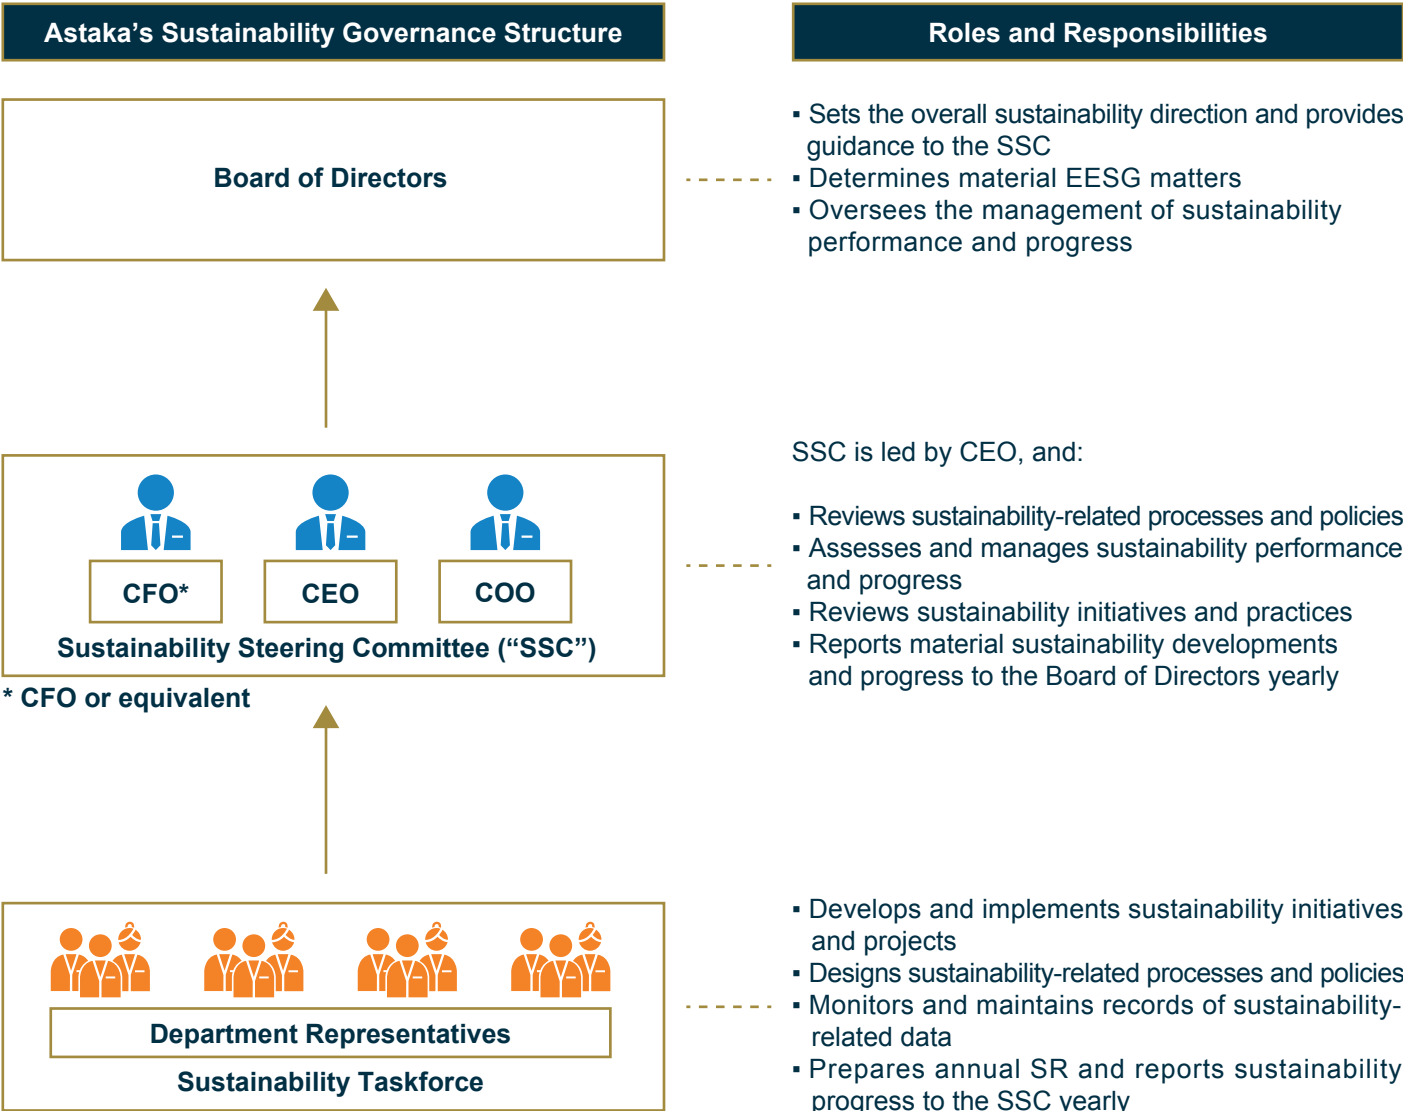 Astaka's Sustainability Governance Structure
Roles and Responsibilities
Board of Directors
▪ Sets the overall sustainability direction and provides
guidance to the SSC
▪ Determines material EESG matters
▪ Oversees the management of sustainability
performance and progress
CFO*
CEO
COO
Sustainability Steering Committee (“SSC”)
* CFO or equivalent
SSC is led by CEO, and:
▪ Reviews sustainability-related processes and policies
▪ Assesses and manages sustainability performance
and progress
▪ Reviews sustainability initiatives and practices
▪ Reports material sustainability developments
and progress to the Board of Directors yearly
Department Representatives
Sustainability Taskforce
▪ Develops and implements sustainability initiatives
and projects
▪ Designs sustainability-related processes and policies
▪ Monitors and maintains records of sustainability-
related data
▪ Prepares annual SR and reports sustainability
progress to the SSC yearly